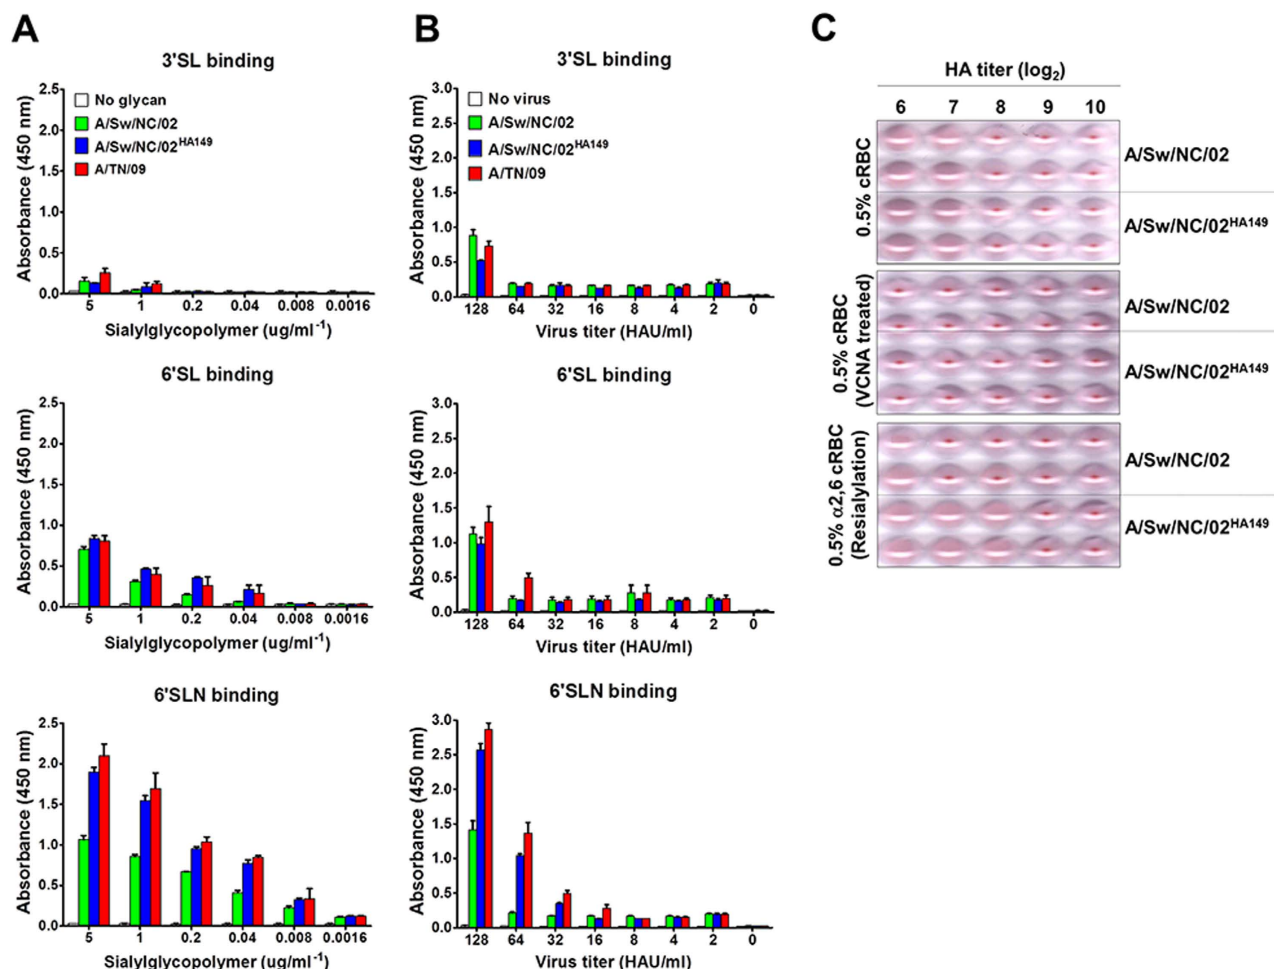 A
3'SL binding
Absorbance (450 nm)
2.5
2.0
1.5
1.0
0.5
0.0
No glycan
A/Sw/NC/02
A/Sw/NC/02HA149
A/TN/09
5 1 0.2 0.04 0.008 0.0016
Sialylglycopolymer (ug/ml-1)
6'SL binding
Absorbance (450 nm)
2.5
2.0
1.5
1.0
0.5
0.0
5 1 0.2 0.04 0.008 0.0016
Sialylglycopolymer (ug/ml-1)
6'SLN binding
Absorbance (450 nm)
2.5
2.0
1.5
1.0
0.5
0.0
5 1 0.2 0.04 0.008 0.0016
Sialylglycopolymer (ug/ml-1)
B
3'SL binding
Absorbance (450 nm)
3.0
2.5
2.0
1.5
1.0
0.5
0.0
No virus
A/Sw/NC/02
A/Sw/NC/02HA149
A/TN/09
128 64 32 16 8 4 2 0
Virus titer (HAU/ml)
6'SL binding
Absorbance (450 nm)
3.0
2.5
2.0
1.5
1.0
0.5
0.0
128 64 32 16 8 4 2 0
Virus titer (HAU/ml)
6'SLN binding
Absorbance (450 nm)
3.0
2.5
2.0
1.5
1.0
0.5
0.0
128 64 32 16 8 4 2 0
Virus titer (HAU/ml)
C
HA titer (log2)
6 7 8 9 10
0.5% cRBC
A/Sw/NC/02
A/Sw/NC/02HA149
0.5% cRBC
(VCNA treated)
A/Sw/NC/02
A/Sw/NC/02HA149
0.5% α2,6 cRBC
(Resialylation)
A/Sw/NC/02
A/Sw/NC/02HA149